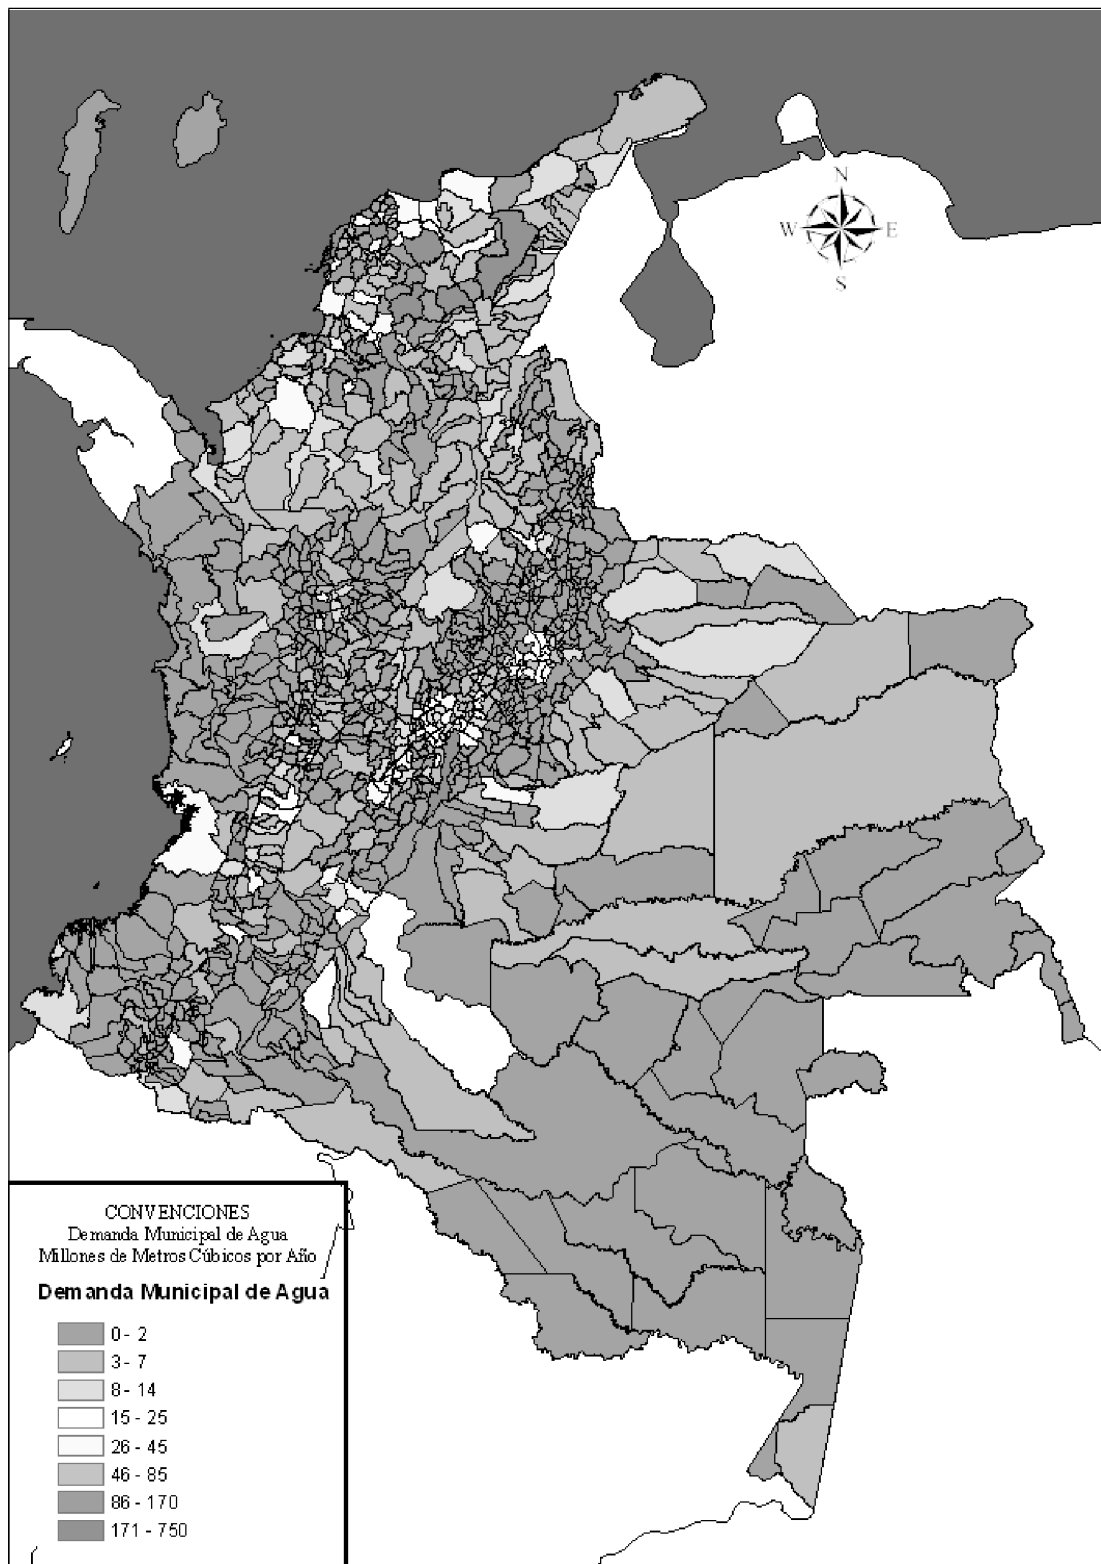 N
W E
S
CONVENCIONES
Demanda Municipal de Agua
Millones de Metros Cúbicos por Año
Demanda Municipal de Agua
0 - 2
3 - 7
8 - 14
15 - 25
26 - 45
46 - 85
86 - 170
171 - 750